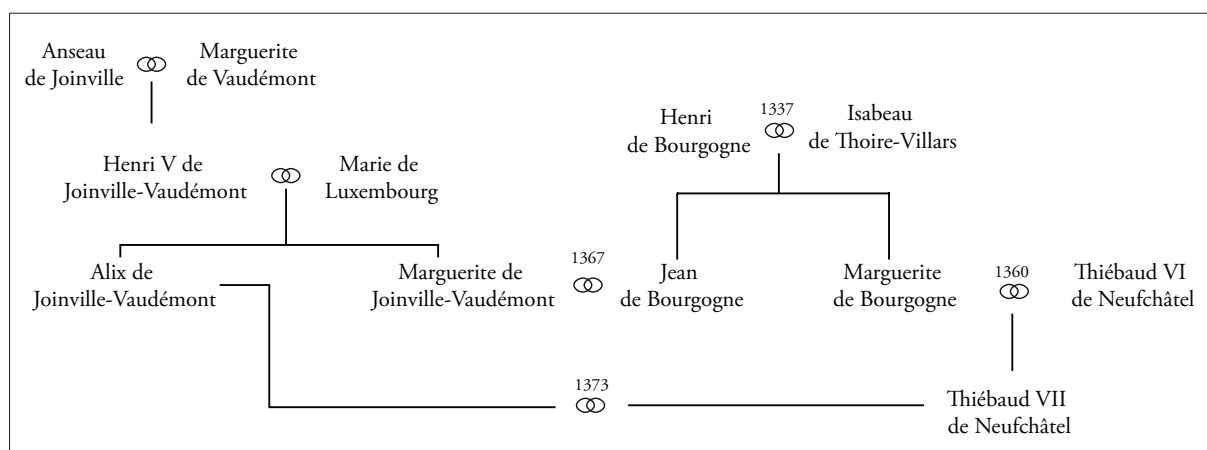 Anseau
de Joinville
Marguerite
de Vaudémont
Henri
de Bourgogne
1337
Isabeau
de Thoire-Villars
Henri V de
Joinville-Vaudémont
Marie de
Luxembourg
Alix de
Joinville-Vaudémont
Marguerite de
Joinville-Vaudémont
1367
Jean
de Bourgogne
Marguerite
de Bourgogne
1360
Thiébaud VI
de Neufchâtel
1373
Thiébaud VII
de Neufchâtel